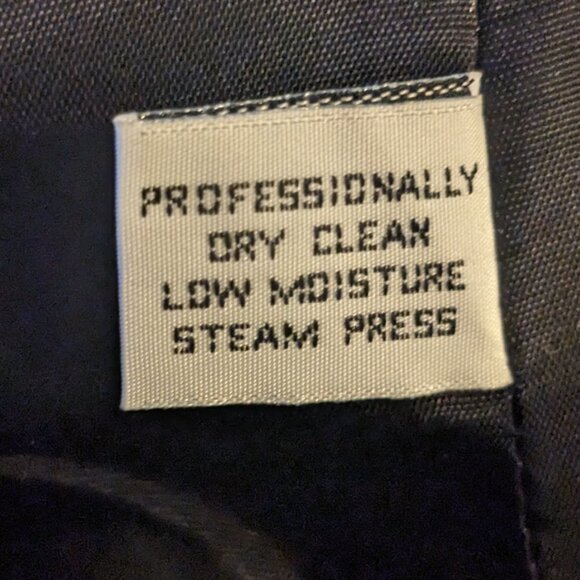 PROFESSIONALLY
DRY CLEAN
LOW MOISTURE
STEAM PRESS